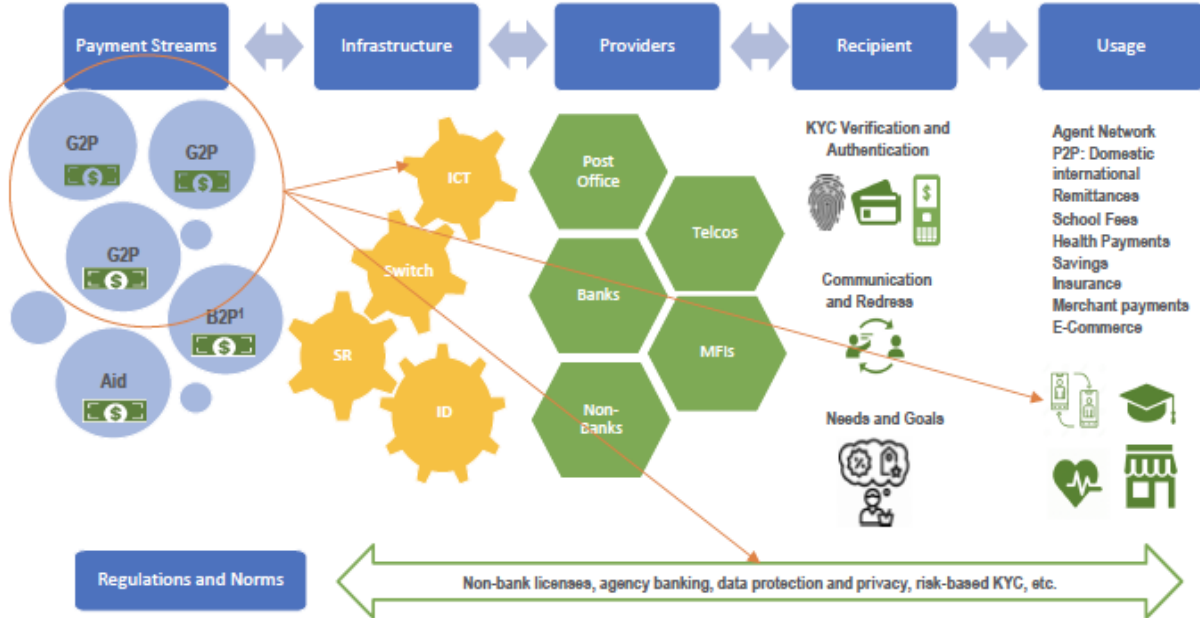 Payment Streams
Infrastructure
Providers
Recipient
Usage
G2P
G2P
G2P
B2P¹
Aid
ICT
Switch
SR
ID
Post
Office
Telcos
Banks
MFIs
Non-
Banks
KYC Verification and
Authentication
Communication
and Redress
Needs and Goals
Agent Network
P2P: Domestic
international
Remittances
School Fees
Health Payments
Savings
Insurance
Merchant payments
E-Commerce
Regulations and Norms
Non-bank licenses, agency banking, data protection and privacy, risk-based KYC, etc.